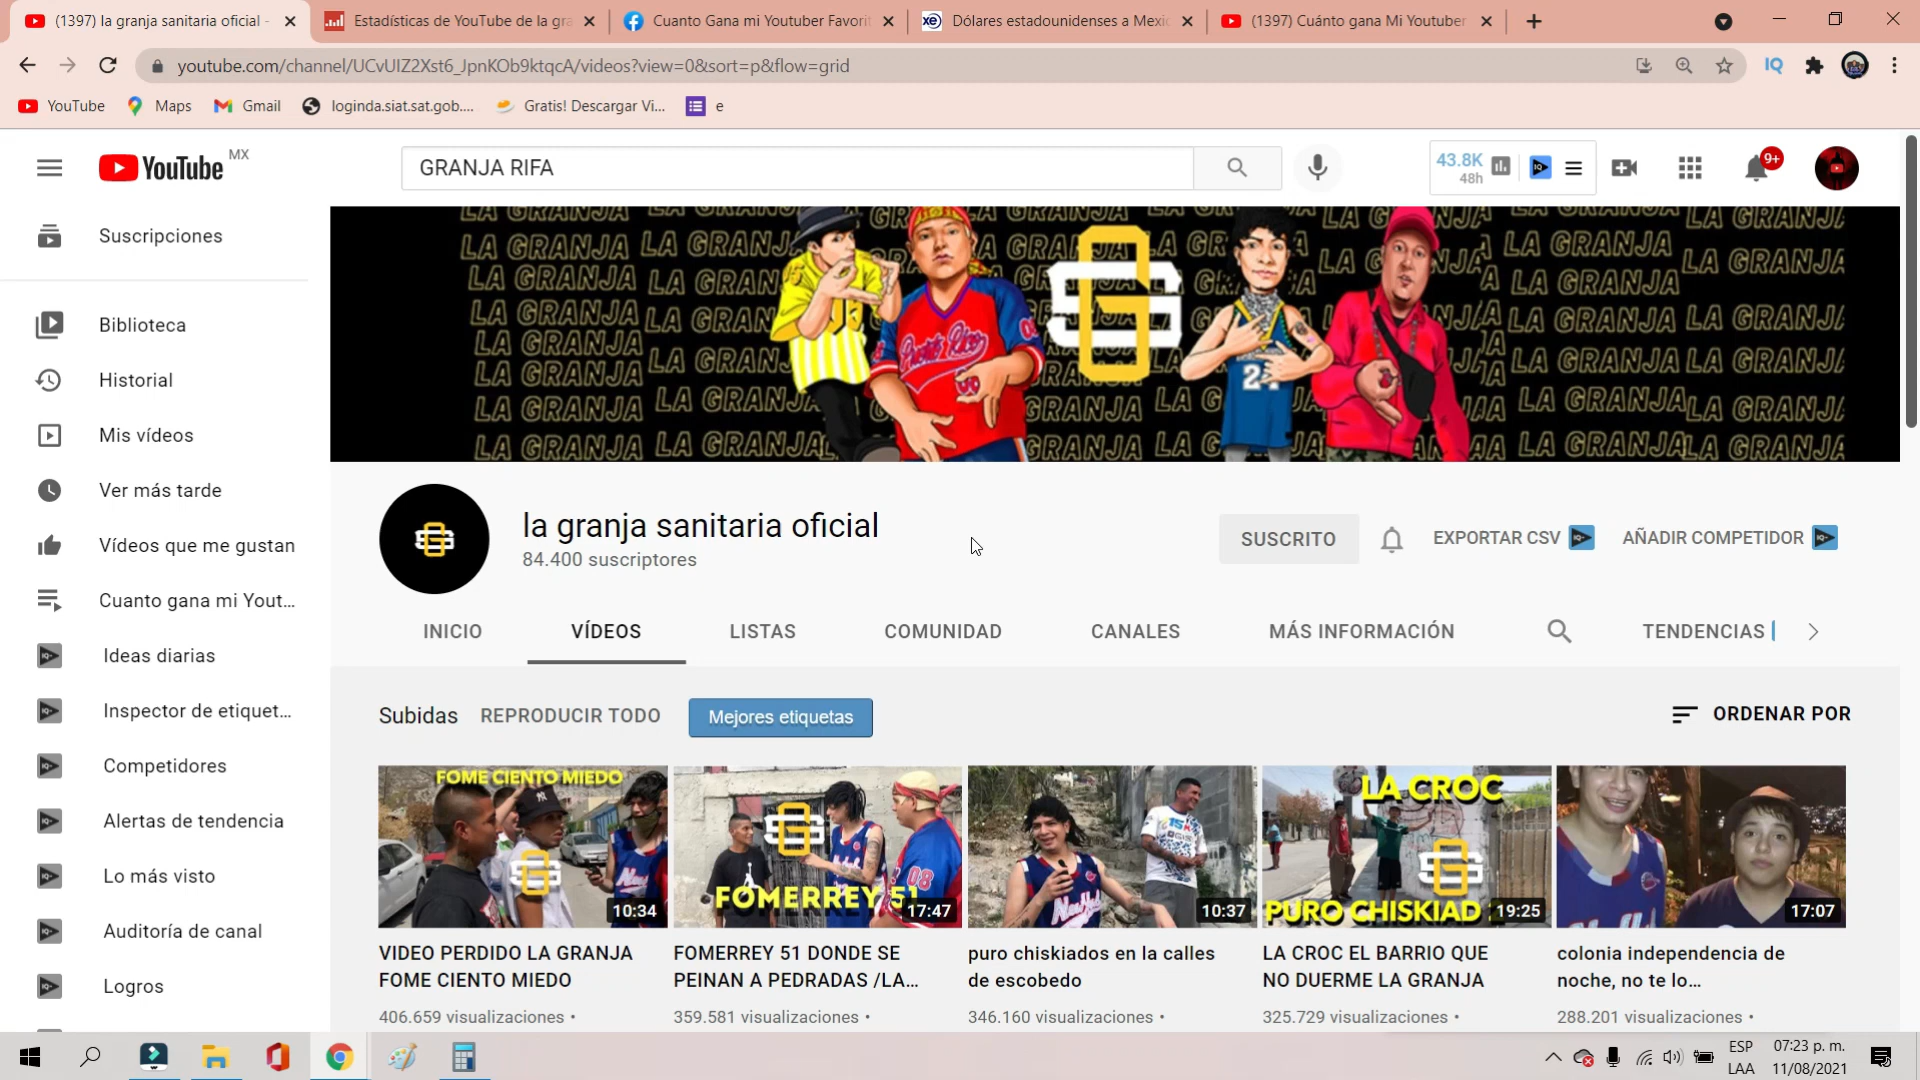 (1397) la granja sanitaria oficial -
Estadísticas de YouTube de la gra
Cuanto Gana mi Youtuber Favorit
Dólares estadounidenses a Mexic
(1397) Cuánto gana Mi Youtuber
youtube.com/channel/UCvUIZ2Xst6_JpnKOb9ktqcA/videos?view=0&sort=p&flow=grid
YouTube
Maps
Gmail
loginda.siat.sat.gob....
Gratis! Descargar Vi...
e
YouTube MX
GRANJA RIFA
43.8K
48h
9+
Suscripciones
Biblioteca
Historial
Mis vídeos
Ver más tarde
Vídeos que me gustan
Cuanto gana mi Yout...
Ideas diarias
Inspector de etiquet...
Competidores
Alertas de tendencia
Lo más visto
Auditoría de canal
Logros
LA GRANJA LA GRANJA
la granja sanitaria oficial
84.400 suscriptores
SUSCRITO
EXPORTAR CSV
AÑADIR COMPETIDOR
INICIO
VÍDEOS
LISTAS
COMUNIDAD
CANALES
MÁS INFORMACIÓN
TENDENCIAS
Subidas
REPRODUCIR TODO
Mejores etiquetas
ORDENAR POR
FOME CIENTO MIEDO
10:34
FOMERREY 51
17:47
10:37
LA CROC
PURO CHISKIAD
19:25
17:07
VIDEO PERDIDO LA GRANJA
FOME CIENTO MIEDO
406.659 visualizaciones •
FOMERREY 51 DONDE SE
PEINAN A PEDRADAS /LA...
359.581 visualizaciones •
puro chiskiados en la calles
de escobedo
346.160 visualizaciones •
LA CROC EL BARRIO QUE
NO DUERME LA GRANJA
325.729 visualizaciones •
colonia independencia de
noche, no te lo...
288.201 visualizaciones •
ESP
LAA
07:23 p. m.
11/08/2021